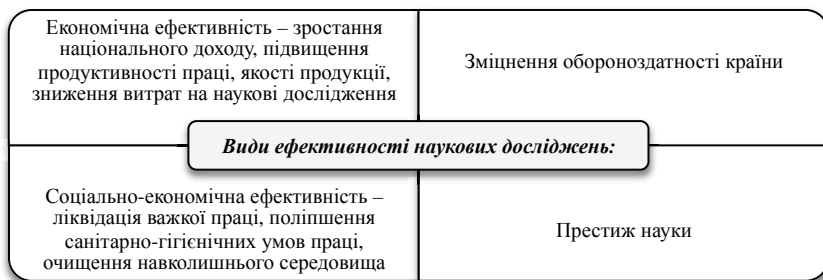 Економічна ефективність – зростання
національного доходу, підвищення
продуктивності праці, якості продукції,
зниження витрат на наукові дослідження
Зміцнення обороноздатності країни
Види ефективності наукових досліджень:
Соціально-економічна ефективність –
ліквідація важкої праці, поліпшення
санітарно-гігієнічних умов праці,
очищення навколишнього середовища
Престиж науки